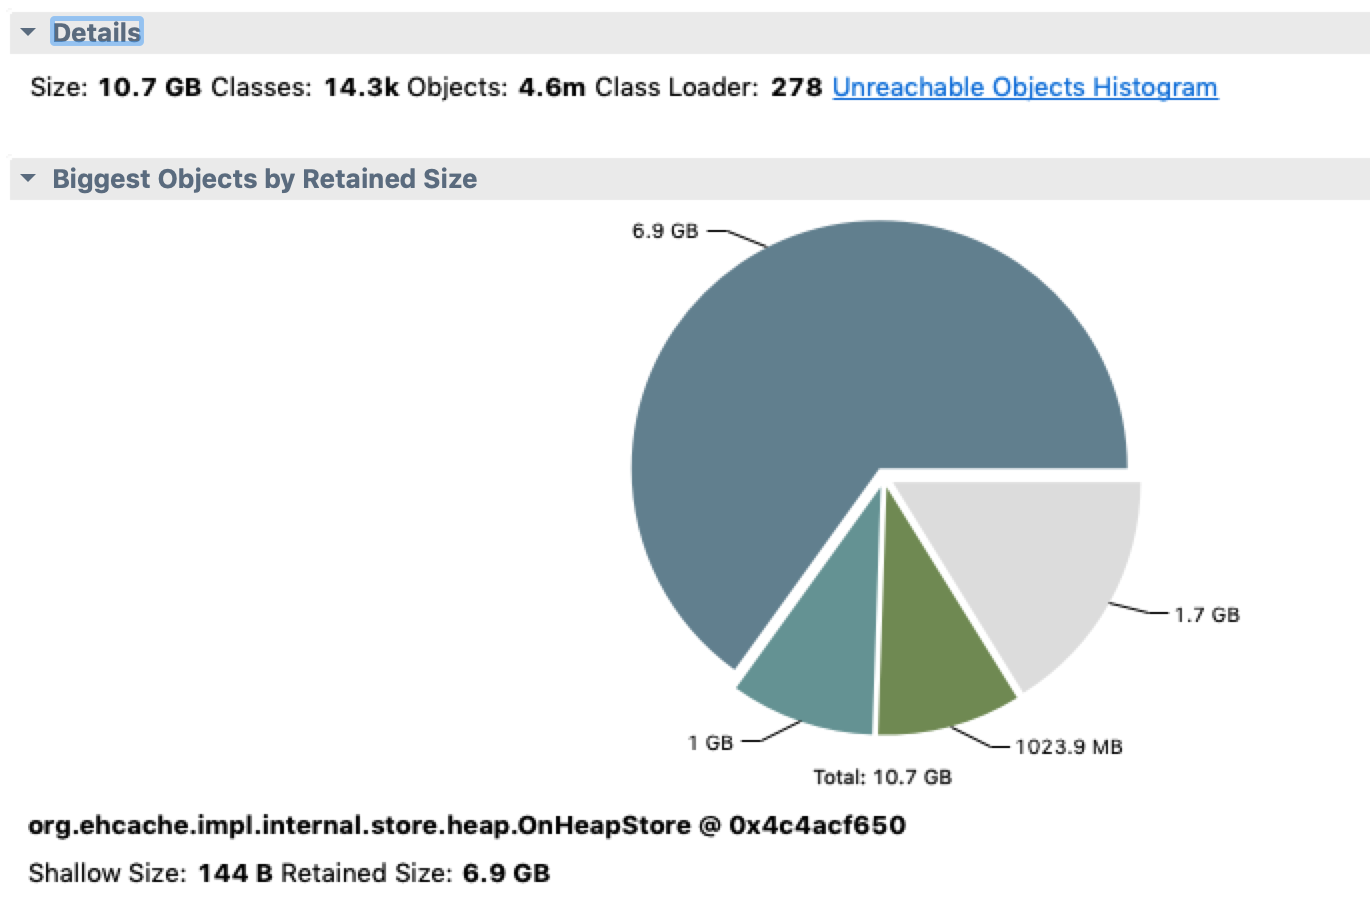 Details
Size: 10.7 GB Classes: 14.3k Objects: 4.6m Class Loader: 278 Unreachable Objects Histogram
Biggest Objects by Retained Size
6.9 GB
1.7 GB
1 GB
1023.9 MB
Total: 10.7 GB
org.ehcache.impl.internal.store.heap.OnHeapStore @ 0x4c4acf650
Shallow Size: 144 B Retained Size: 6.9 GB